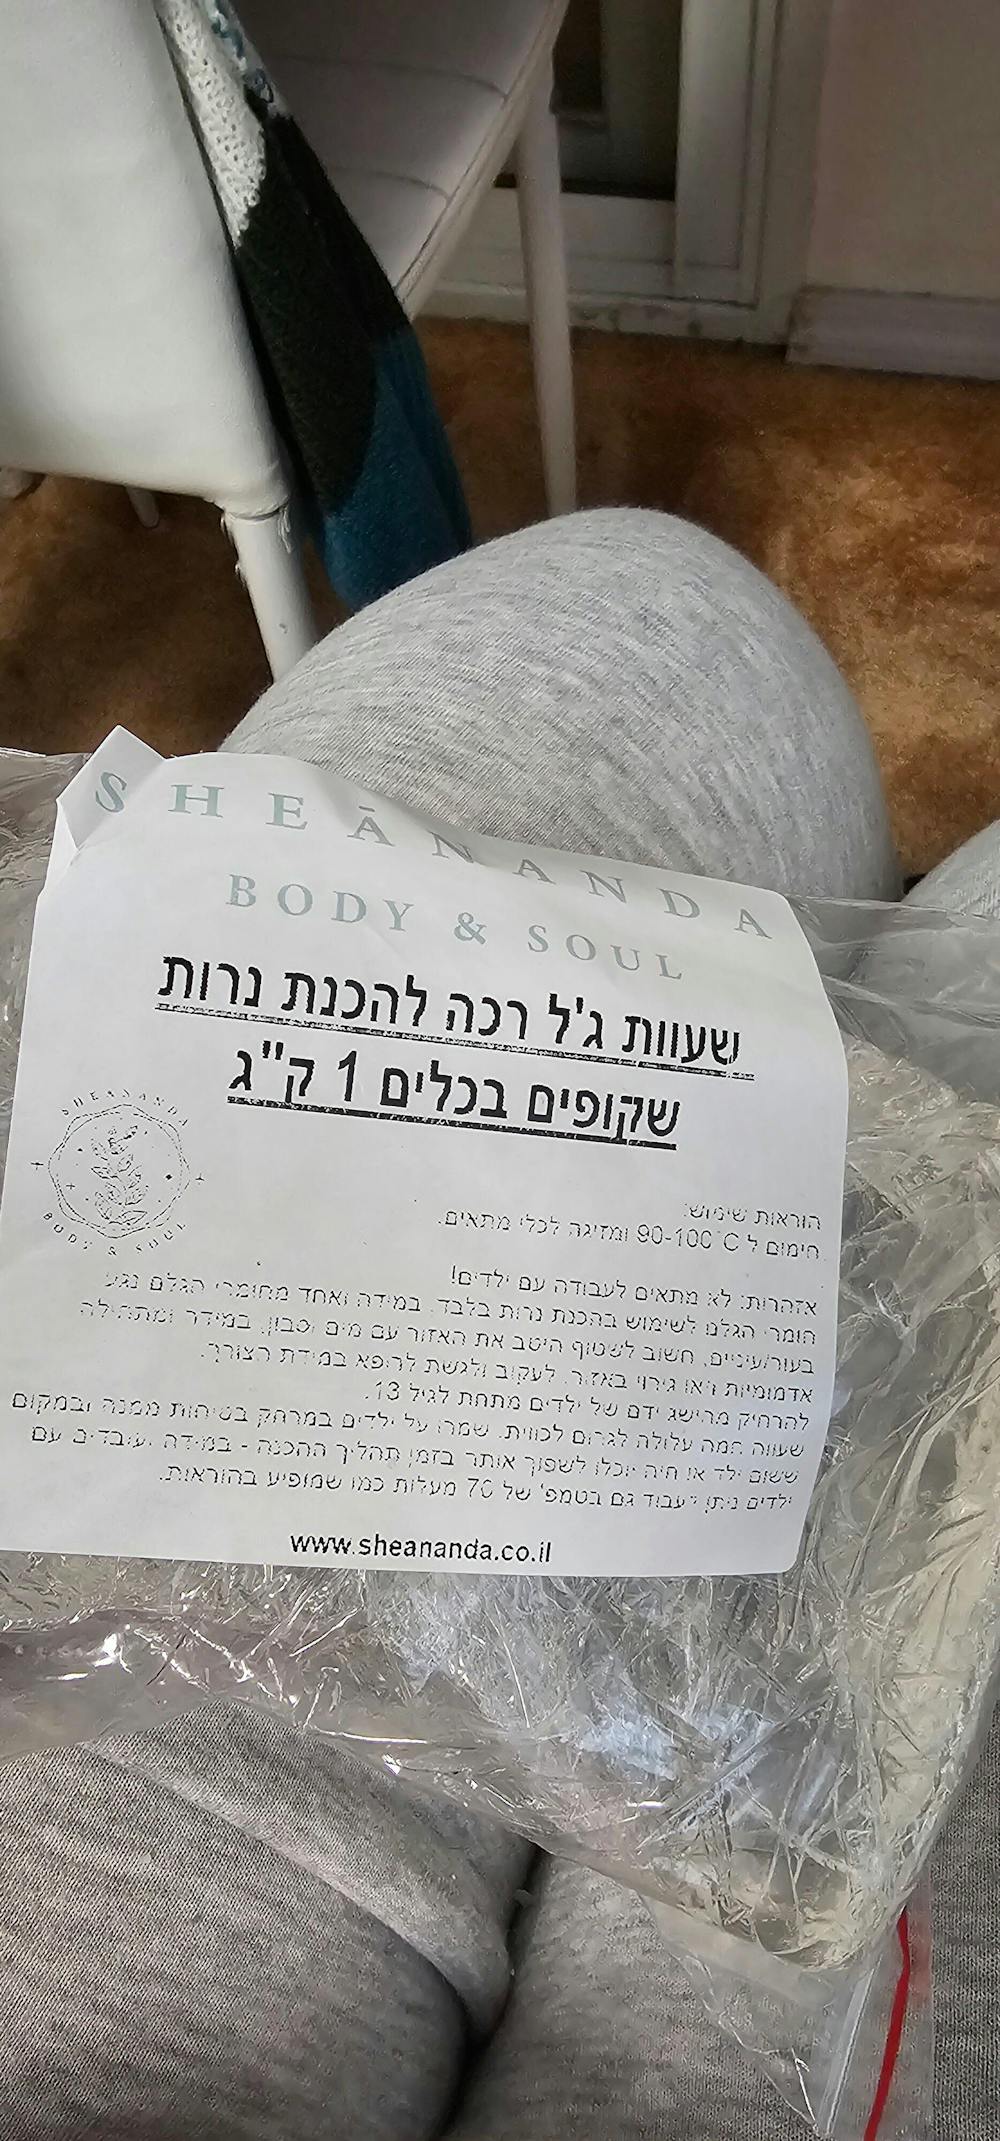 SHEĀNANDA
BODY & SOUL
שעוות ג'ל רכה להכנת נרות
שקופים בכלים 1 ק"ג
SHEANANDA
BODY & SOUL
הוראות שימוש:
חימום ל 90-100°C ומזיגה לכלי מתאים.
אזהרות: לא מתאים לעבודה עם ילדים!
חומרי הגלם לשימוש בהכנת נרות בלבד. במידה ואחד מחומרי הגלם נגע
בעור/עיניים, חשוב לשטוף היטב את האזור עם מים וסבון. במידה ומתחילה
אדמומיות ו/או גירוי באזור, לעקוב ולגשת לרופא במידת הצורך.
להרחיק מהישג ידם של ילדים מתחת לגיל 13.
שעווה חמה עלולה לגרום לכוויות. שמרו על ילדים במרחק בטיחות ממנה ובמקום
ששום ילד או חיה יוכלו לשפוך אותר בזמן תהליך ההכנה - במידה ועובדים עם
ילדים ניתן לעבוד גם בטמפ' של 70 מעלות כמו שמופיע בהוראות.
www.sheananda.co.il